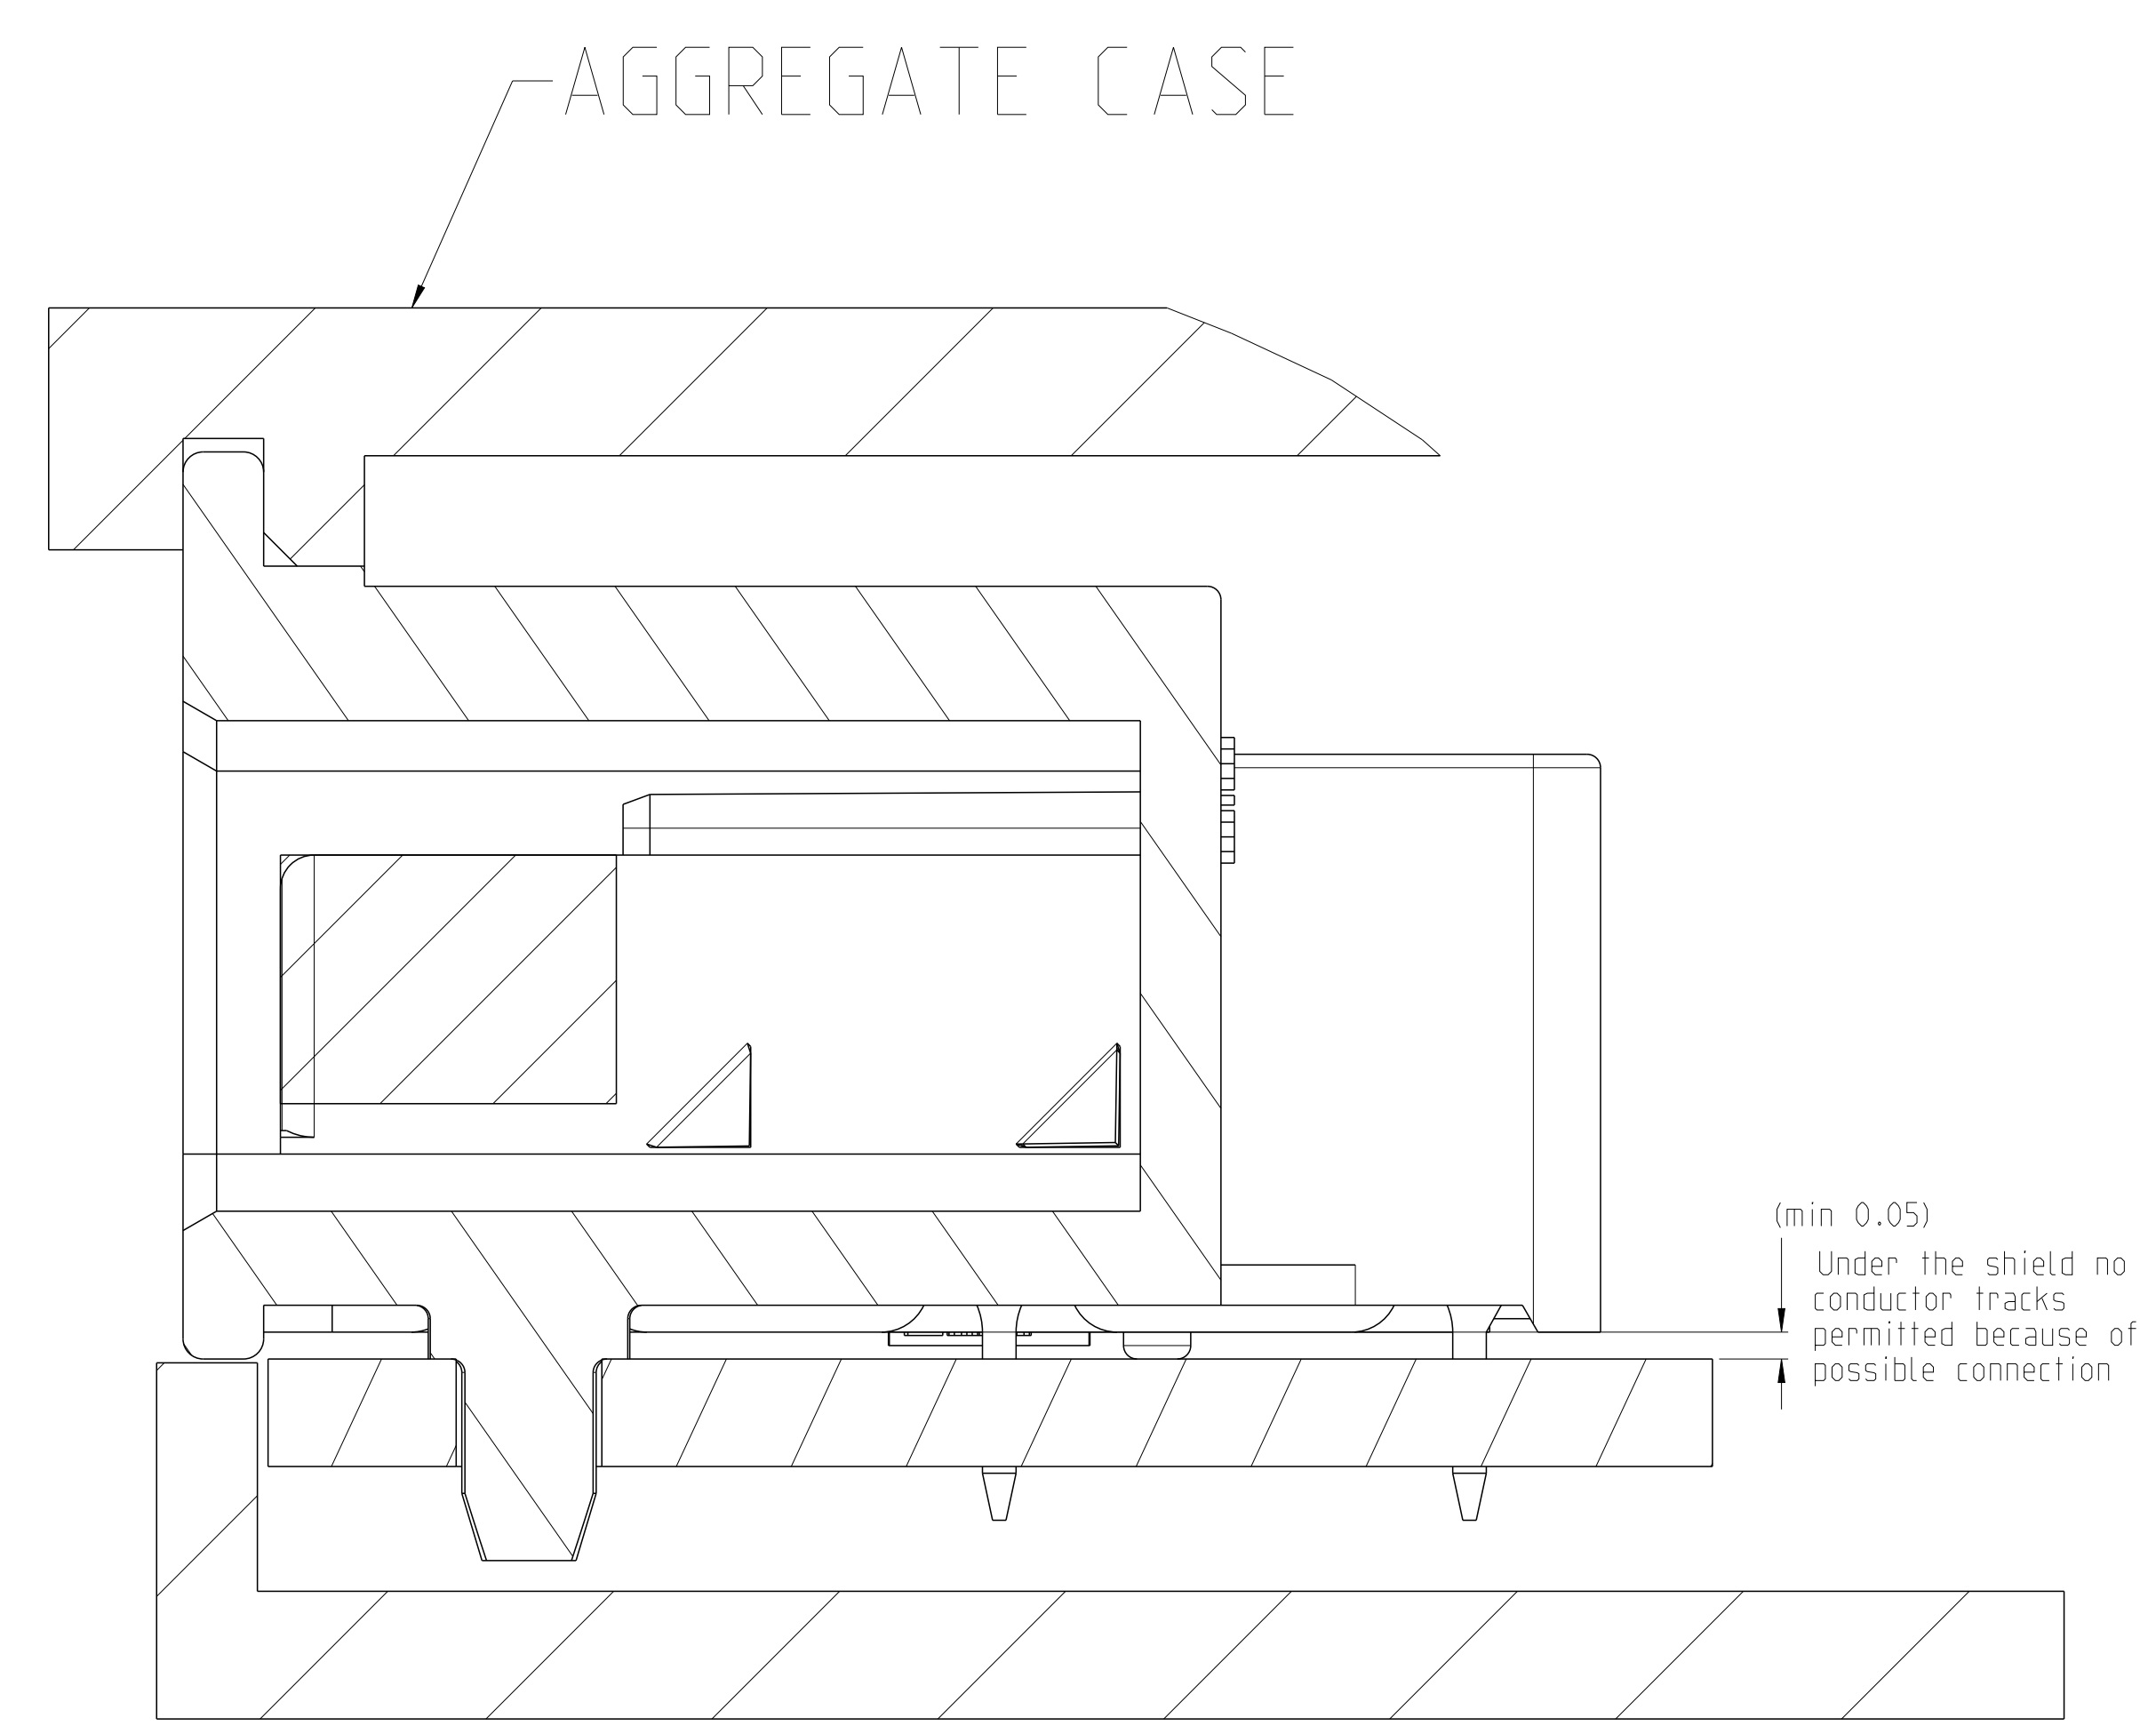 AGGREGATE CASE
(min 0.05)
Under the shield no
conductor tracks
permitted because of
possible connection